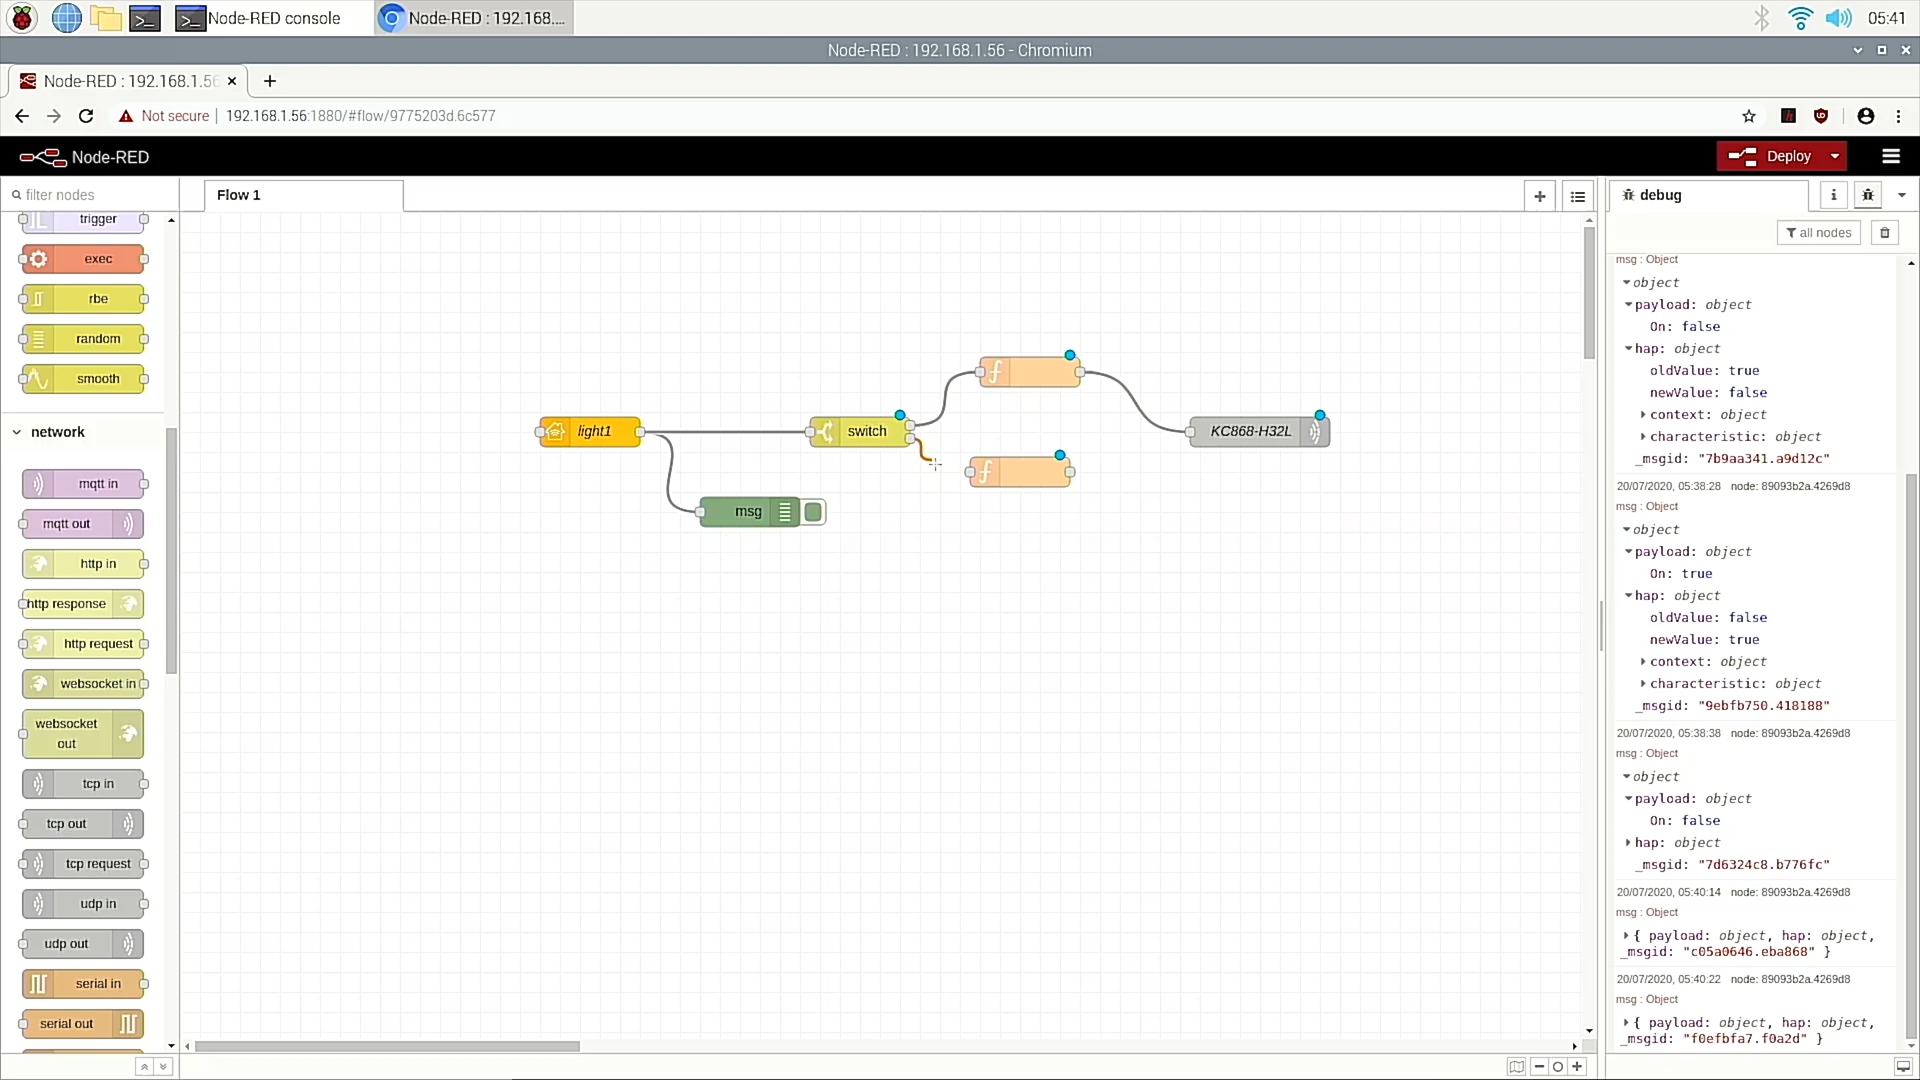 Node-RED console
Node-RED : 192.168....
05:41
Node-RED : 192.168.1.56 - Chromium
Node-RED : 192.168.1.56
Not secure
192.168.1.56:1880/#flow/9775203d.6c577
Node-RED
Deploy
filter nodes
Flow 1
debug
all nodes
trigger
exec
rbe
random
smooth
network
mqtt in
mqtt out
http in
http response
http request
websocket in
websocket
out
tcp in
tcp out
tcp request
udp in
udp out
serial in
serial out
light1
switch
msg
KC868-H32L
msg : Object
object
payload: object
On: false
hap: object
oldValue: true
newValue: false
context: object
characteristic: object
_msgid: "7b9aa341.a9d12c"
20/07/2020, 05:38:28 node: 89093b2a.4269d8
msg : Object
object
payload: object
On: true
hap: object
oldValue: false
newValue: true
context: object
characteristic: object
_msgid: "9ebfb750.418188"
20/07/2020, 05:38:38 node: 89093b2a.4269d8
msg : Object
object
payload: object
On: false
hap: object
_msgid: "7d6324c8.b776fc"
20/07/2020, 05:40:14 node: 89093b2a.4269d8
msg : Object
{ payload: object, hap: object,
_msgid: "c05a0646.eba868" }
20/07/2020, 05:40:22 node: 89093b2a.4269d8
msg : Object
{ payload: object, hap: object,
_msgid: "f0efbfa7.f0a2d" }